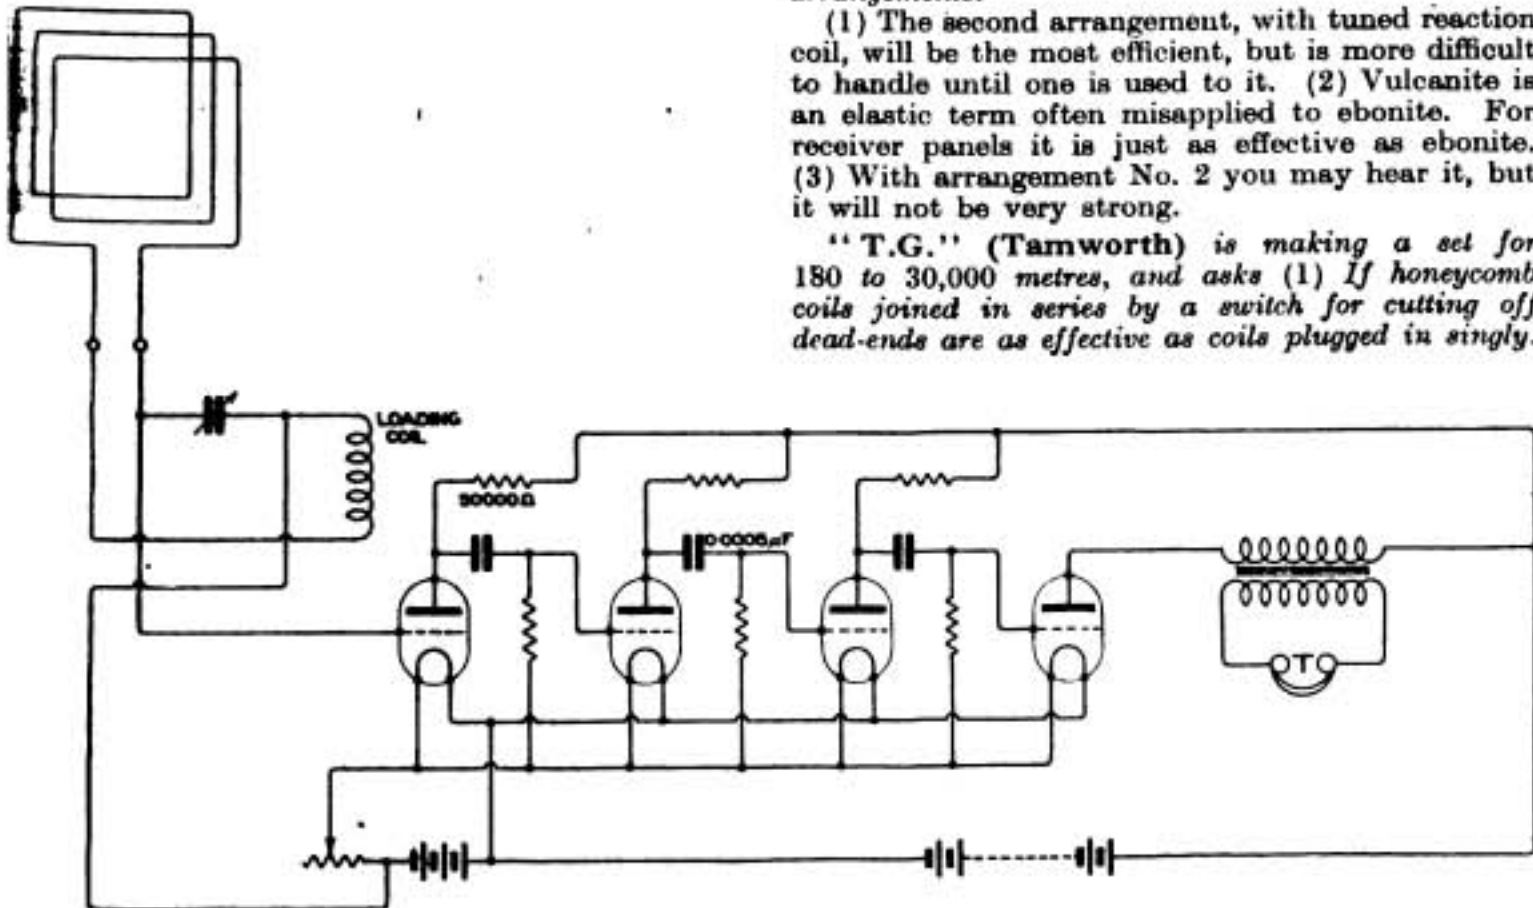 (1) The second arrangement, with tuned reaction
coil, will be the most efficient, but is more difficult
to handle until one is used to it. (2) Vulcanite is
an elastic term often misapplied to ebonite. For
receiver panels it is just as effective as ebonite.
(3) With arrangement No. 2 you may hear it, but
it will not be very strong.
"T.G." (Tamworth) is making a set for
180 to 30,000 metres, and asks (1) If honeycomb
coils joined in series by a switch for cutting off
dead-ends are as effective as coils plugged in singly.
LOADING
COIL
50000Ω
0.0005μF
T